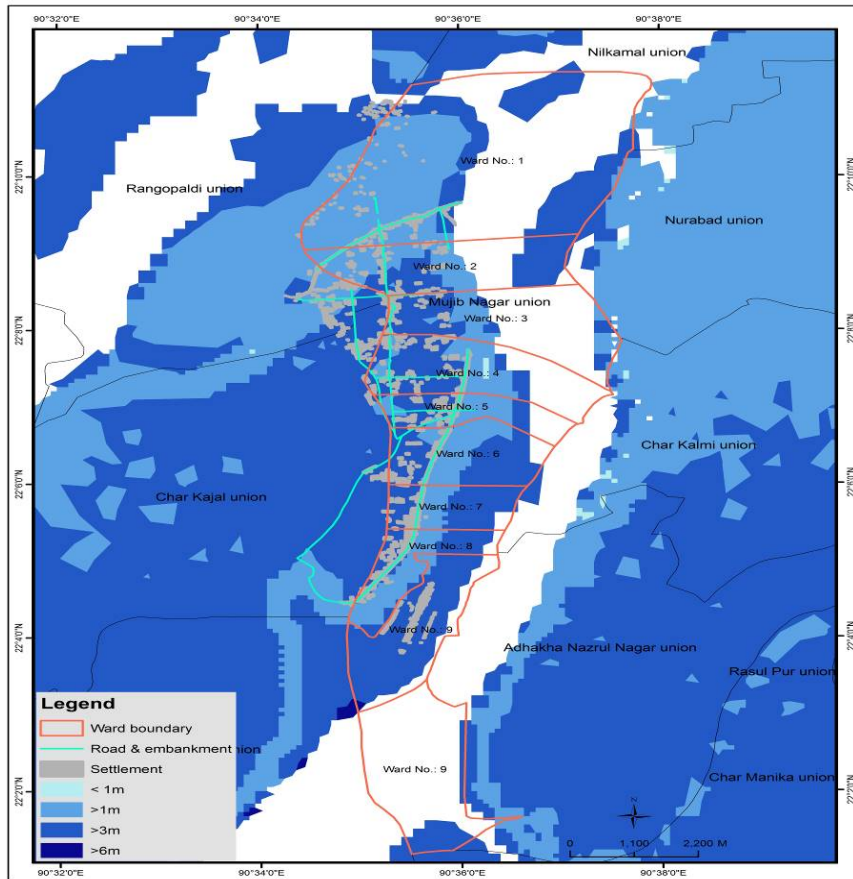 90°32'0"E 90°34'0"E 90°36'0"E 90°38'0"E
Nilkamal union
Ward No.: 1
22°10'0"N 22°10'0"N
Rangopaldi union
Nurabad union
Ward No.: 2
Mujib Nagar union
Ward No.: 3
22°8'0"N 22°8'0"N
Ward No.: 4
Ward No.: 5
Char Kalmi union
Ward No.: 6
22°6'0"N 22°6'0"N
Char Kajal union
Ward No.: 7
Ward No.: 8
Ward No.: 9
22°4'0"N 22°4'0"N
Adhakha Nazrul Nagar union
Rasul Pur union
Legend
Ward boundary
Road & embankment nion
Settlement
< 1m
>1m
>3m
>6m
Ward No.: 9
Char Manika union
22°2'0"N 22°2'0"N
N
0 1,100 2,200 M
90°32'0"E 90°34'0"E 90°36'0"E 90°38'0"E